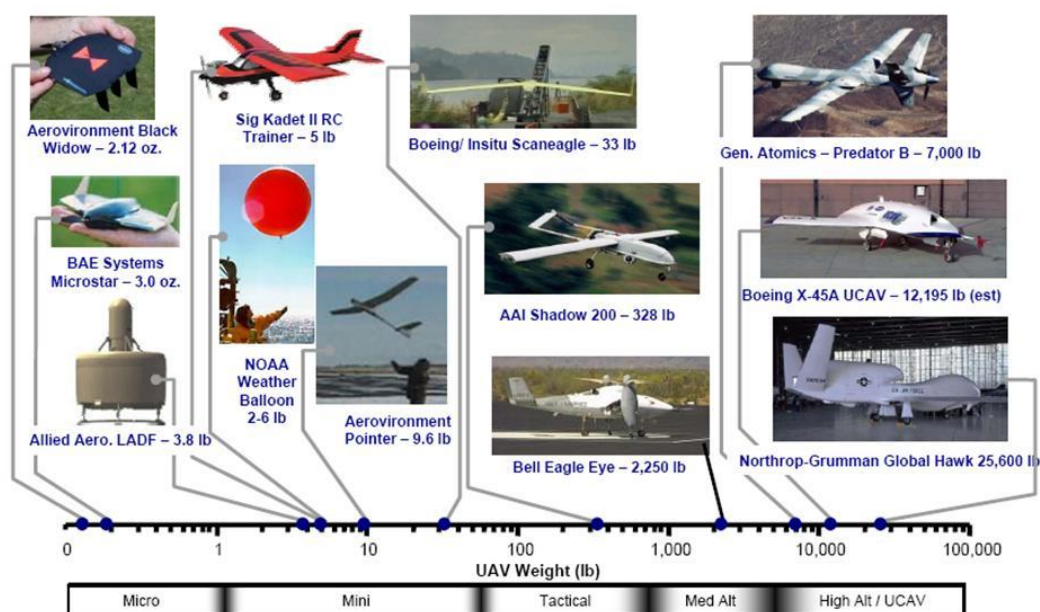 Aerovironment Black
Widow – 2.12 oz.
BAE Systems
Microstar – 3.0 oz.
Allied Aero. LADF – 3.8 lb
Sig Kadet II RC
Trainer – 5 lb
NOAA
Weather
Balloon
2-6 lb
Aerovironment
Pointer – 9.6 lb
Boeing/ Insitu Scaneagle – 33 lb
AAI Shadow 200 – 328 lb
Bell Eagle Eye – 2,250 lb
Gen. Atomics – Predator B – 7,000 lb
Boeing X-45A UCAV – 12,195 lb (est)
Northrop-Grumman Global Hawk 25,600 lb
0 1 10 100 1,000 10,000 100,000
UAV Weight (lb)
Micro Mini Tactical Med Alt High Alt / UCAV